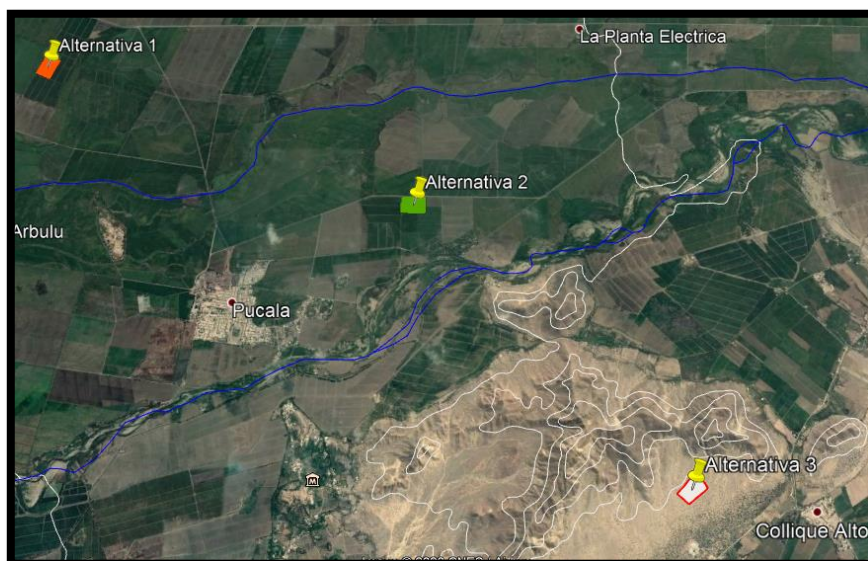 La Planta Electrica
Alternativa 1
Alternativa 2
Arbulu
Pucala
Alternativa 3
M
Collique Alto